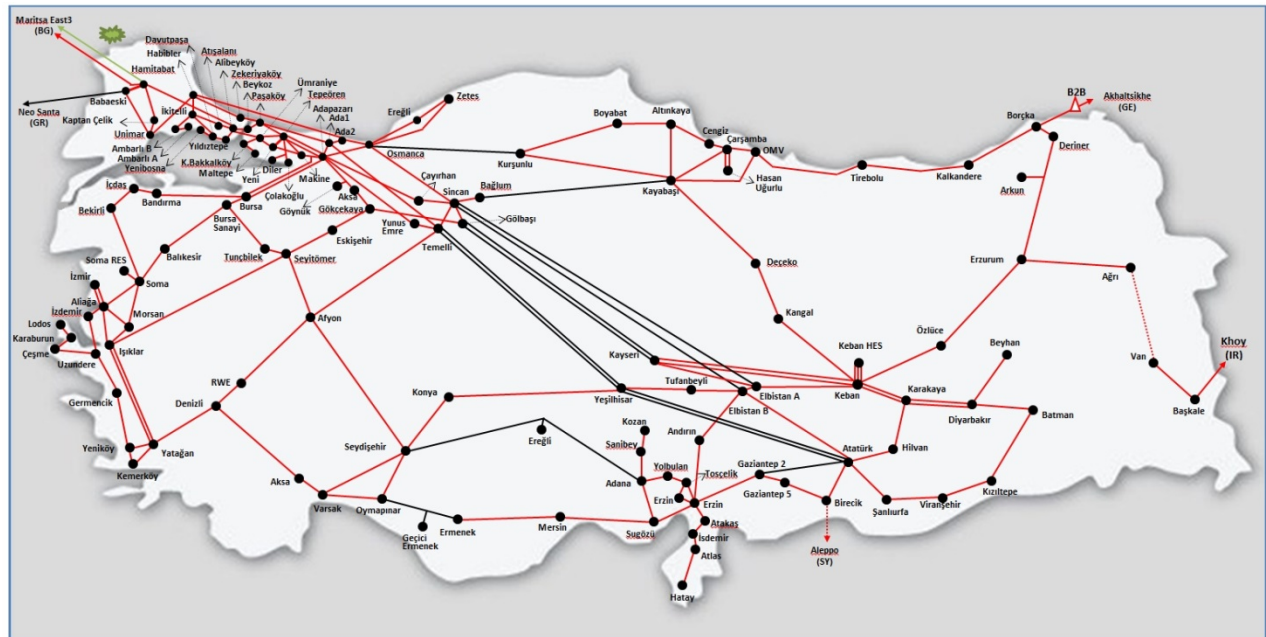 Maritsa East3
(BG)
Davutpaşa
Habibler
Hamitabat
Atışalanı
Alibeyköy
Zekeriyaköy
Beykoz
Paşaköy
Ümraniye
Tepeören
Adapazarı
Ada1
Ada2
Babaeski
Neo Santa
(GR)
Kaptan Çelik
Unimar
İkitelli
Ambarlı B
Ambarlı A
Yenibosna
Yıldıztepe
K.Bakkalköy
Maltepe
Yeni
Diler
Çolakoğlu
Göynük
Makine
Aksa
Gökçekaya
Ereğli
Zetes
Osmanca
Çayırhan
Sincan
Bağlum
Gölbaşı
Yunus
Emre
Temelli
Kurşunlu
Boyabat
Altınkaya
Cengiz
Çarşamba
OMV
Hasan
Uğurlu
Kayabaşı
Tirebolu
Kalkandere
Borçka
B2B
Akhaltsikhe
(GE)
Deriner
Arkun
Erzurum
Ağrı
Van
Başkale
Khoy
(IR)
İçdaş
Bandırma
Bekirli
Bursa
Bursa
Sanayi
Balıkesir
Tunçbilek
Seyitömer
Eskişehir
Soma RES
Soma
İzmir
Aliağa
İzdemir
Morsan
Lodos
Karaburun
Çeşme
Uzundere
Işıklar
Afyon
RWE
Denizli
Germencik
Yeniköy
Kemerköy
Yatağan
Aksa
Varsak
Oymapınar
Seydişehir
Konya
Ereğli
Geçici
Ermenek
Ermenek
Mersin
Sugözü
Adana
Kozan
Sanibey
Yolbulan
Erzin
Erzin
Toşçelik
Andırın
Atakaş
İsdemir
Atlas
Hatay
Gaziantep 2
Gaziantep 5
Birecik
Aleppo
(SY)
Deçeko
Kangal
Kayseri
Yeşilhisar
Tufanbeyli
Elbistan B
Elbistan A
Keban HES
Keban
Özlüce
Beyhan
Karakaya
Diyarbakır
Batman
Hilvan
Atatürk
Şanlıurfa
Viranşehir
Kızıltepe